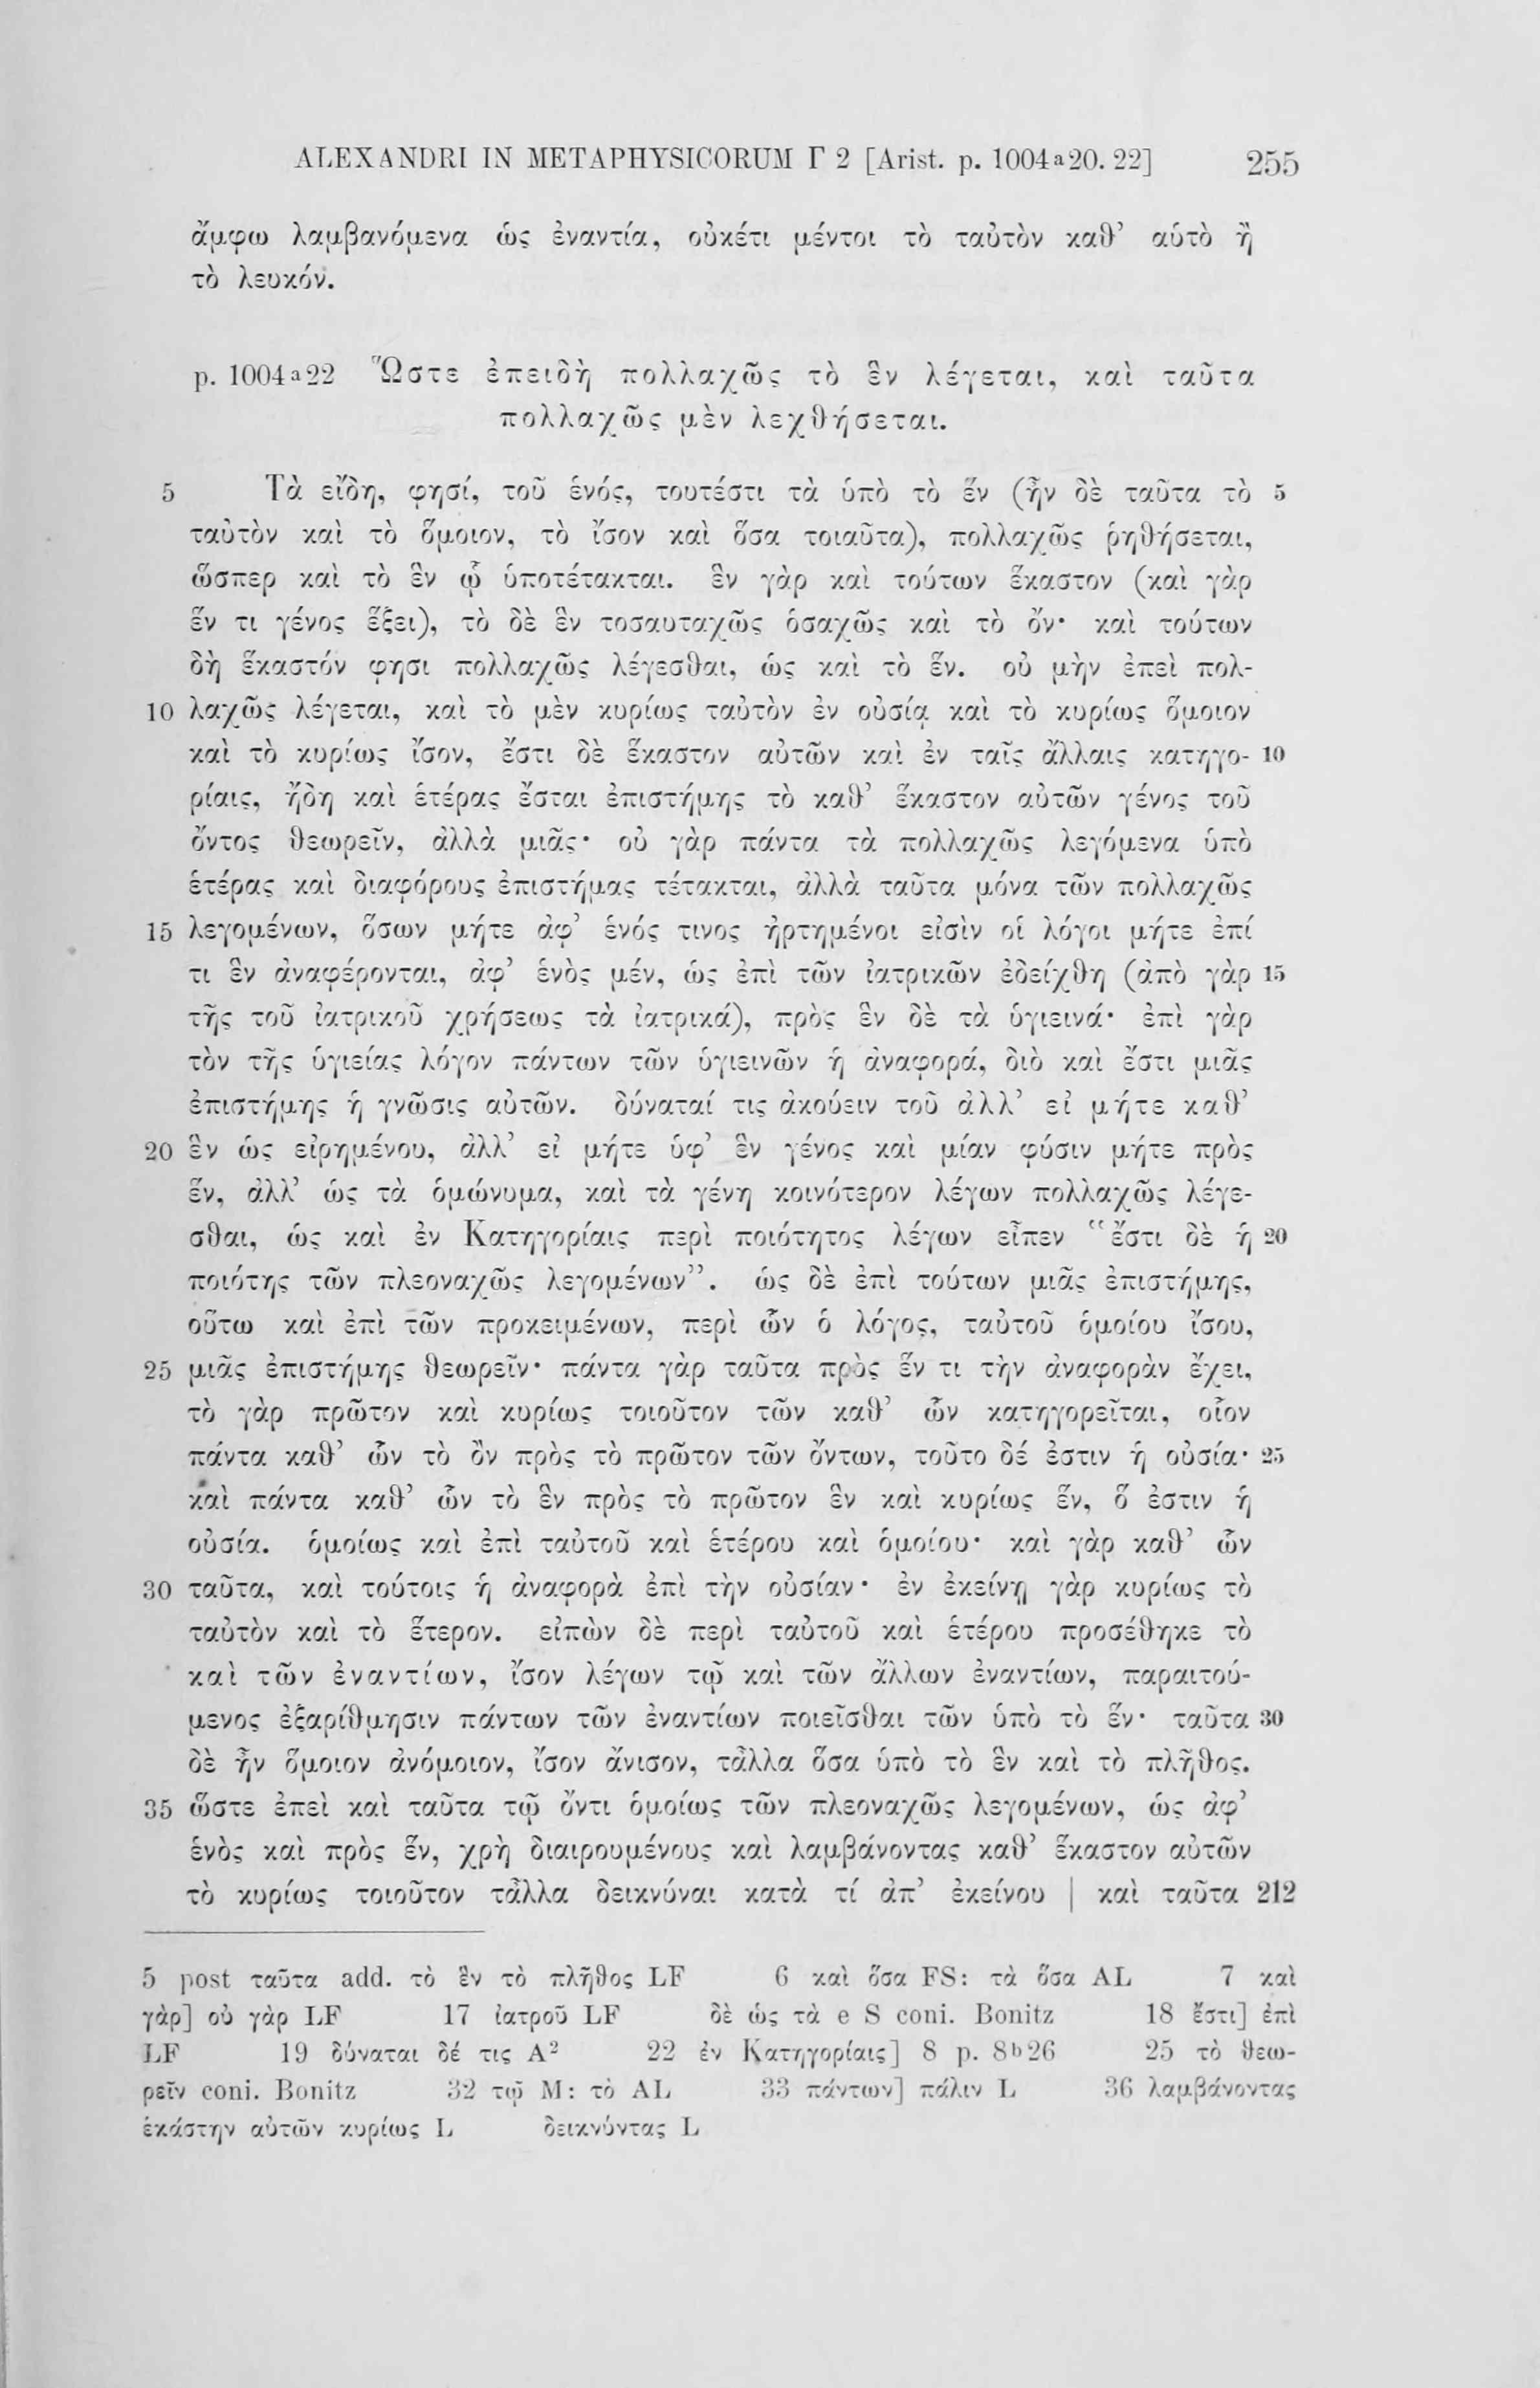 ALEXANDRI IN METAPHYSICORUM Γ 2 [Arist. p. 1004a20. 22] 255
ἄμφω λαμβανόμενα ὡς ἐναντία, οὐκέτι μέντοι τὸ ταὐτὸν καθ’ αὑτὸ ἢ
τὸ λευκόν.
p. 1004a22 Ὥστε ἐπειδὴ πολλαχῶς τὸ ἓν λέγεται, καὶ ταῦτα
πολλαχῶς μὲν λεχθήσεται.
5 Τὰ εἴδη, φησί, τοῦ ἑνός, τουτέστι τὰ ὑπὸ τὸ ἕν (ἦν δὲ ταῦτα τὸ 5
ταὐτὸν καὶ τὸ ὅμοιον, τὸ ἴσον καὶ ὅσα τοιαῦτα), πολλαχῶς ῥηθήσεται,
ὥσπερ καὶ τὸ ἓν ᾧ ὑποτέτακται. ἓν γὰρ καὶ τούτων ἕκαστον (καὶ γὰρ
ἕν τι γένος ἕξει), τὸ δὲ ἓν τοσαυταχῶς ὁσαχῶς καὶ τὸ ὄν· καὶ τούτων
δὴ ἕκαστόν φησι πολλαχῶς λέγεσθαι, ὡς καὶ τὸ ἕν. οὐ μὴν ἐπεὶ πολ-
10 λαχῶς λέγεται, καὶ τὸ μὲν κυρίως ταὐτὸν ἐν οὐσίᾳ καὶ τὸ κυρίως ὅμοιον
καὶ τὸ κυρίως ἴσον, ἔστι δὲ ἕκαστον αὐτῶν καὶ ἐν ταῖς ἄλλαις κατηγο- 10
ρίαις, ἤδη καὶ ἑτέρας ἔσται ἐπιστήμης τὸ καθ’ ἕκαστον αὐτῶν γένος τοῦ
ὄντος θεωρεῖν, ἀλλὰ μιᾶς· οὐ γὰρ πάντα τὰ πολλαχῶς λεγόμενα ὑπὸ
ἑτέρας καὶ διαφόρους ἐπιστήμας τέτακται, ἀλλὰ ταῦτα μόνα τῶν πολλαχῶς
15 λεγομένων, ὅσων μήτε ἀφ’ ἑνός τινος ἠρτημένοι εἰσὶν οἱ λόγοι μήτε ἐπί
τι ἓν ἀναφέρονται, ἀφ’ ἑνὸς μέν, ὡς ἐπὶ τῶν ἰατρικῶν ἐδείχθη (ἀπὸ γὰρ 15
τῆς τοῦ ἰατρικοῦ χρήσεως τὰ ἰατρικά), πρὸς ἓν δὲ τὰ ὑγιεινά· ἐπὶ γὰρ
τὸν τῆς ὑγιείας λόγον πάντων τῶν ὑγιεινῶν ἡ ἀναφορά, διὸ καὶ ἔστι μιᾶς
ἐπιστήμης ἡ γνῶσις αὐτῶν. δύναταί τις ἀκούειν τοῦ ἀλλ’ εἰ μήτε καθ’
20 ἓν ὡς εἰρημένου, ἀλλ’ εἰ μήτε ὑφ’ ἓν γένος καὶ μίαν φύσιν μήτε πρὸς
ἕν, ἀλλ’ ὡς τὰ ὁμώνυμα, καὶ τὰ γένη κοινότερον λέγων πολλαχῶς λέγε-
σθαι, ὡς καὶ ἐν Κατηγορίαις περὶ ποιότητος λέγων εἶπεν “ἔστι δὲ ἡ 20
ποιότης τῶν πλεοναχῶς λεγομένων”. ὡς δὲ ἐπὶ τούτων μιᾶς ἐπιστήμης,
οὕτω καὶ ἐπὶ τῶν προκειμένων, περὶ ὧν ὁ λόγος, ταὐτοῦ ὁμοίου ἴσου,
25 μιᾶς ἐπιστήμης θεωρεῖν· πάντα γὰρ ταῦτα πρὸς ἕν τι τὴν ἀναφορὰν ἔχει,
τὸ γὰρ πρῶτον καὶ κυρίως τοιοῦτον τῶν καθ’ ὧν κατηγορεῖται, οἷον
πάντα καθ’ ὧν τὸ ὂν πρὸς τὸ πρῶτον τῶν ὄντων, τοῦτο δέ ἐστιν ἡ οὐσία· 25
καὶ πάντα καθ’ ὧν τὸ ἓν πρὸς τὸ πρῶτον ἓν καὶ κυρίως ἕν, ὅ ἐστιν ἡ
οὐσία. ὁμοίως καὶ ἐπὶ ταὐτοῦ καὶ ἑτέρου καὶ ὁμοίου· καὶ γὰρ καθ’ ὧν
30 ταῦτα, καὶ τούτοις ἡ ἀναφορὰ ἐπὶ τὴν οὐσίαν· ἐν ἐκείνῃ γὰρ κυρίως τὸ
ταὐτὸν καὶ τὸ ἕτερον. εἰπὼν δὲ περὶ ταὐτοῦ καὶ ἑτέρου προσέθηκε τὸ
καὶ τῶν ἐναντίων, ἴσον λέγων τῷ καὶ τῶν ἄλλων ἐναντίων, παραιτού-
μενος ἐξαρίθμησιν πάντων τῶν ἐναντίων ποιεῖσθαι τῶν ὑπὸ τὸ ἕν· ταῦτα 30
δὲ ἦν ὅμοιον ἀνόμοιον, ἴσον ἄνισον, τἆλλα ὅσα ὑπὸ τὸ ἓν καὶ τὸ πλῆθος.
35 ὥστε ἐπεὶ καὶ ταῦτα τῷ ὄντι ὁμοίως τῶν πλεοναχῶς λεγομένων, ὡς ἀφ’
ἑνὸς καὶ πρὸς ἕν, χρὴ διαιρουμένους καὶ λαμβάνοντας καθ’ ἕκαστον αὐτῶν
τὸ κυρίως τοιοῦτον τἆλλα δεικνύναι κατὰ τί ἀπ’ ἐκείνου | καὶ ταῦτα 212
5 post ταῦτα add. τὸ ἓν τὸ πλῆθος LF 6 καὶ ὅσα FS: τὰ ὅσα AL 7 καὶ
γὰρ] οὐ γὰρ LF 17 ἰατροῦ LF δὲ ὡς τὰ e S coni. Bonitz 18 ἔστι] ἐπὶ
LF 19 δύναται δέ τις A² 22 ἐν Κατηγορίαις] 8 p. 8b26 25 τὸ θεω-
ρεῖν coni. Bonitz 32 τῷ M: τὸ AL 33 πάντων] πάλιν L 36 λαμβάνοντας
ἑκάστην αὐτῶν κυρίως L δεικνύντας L